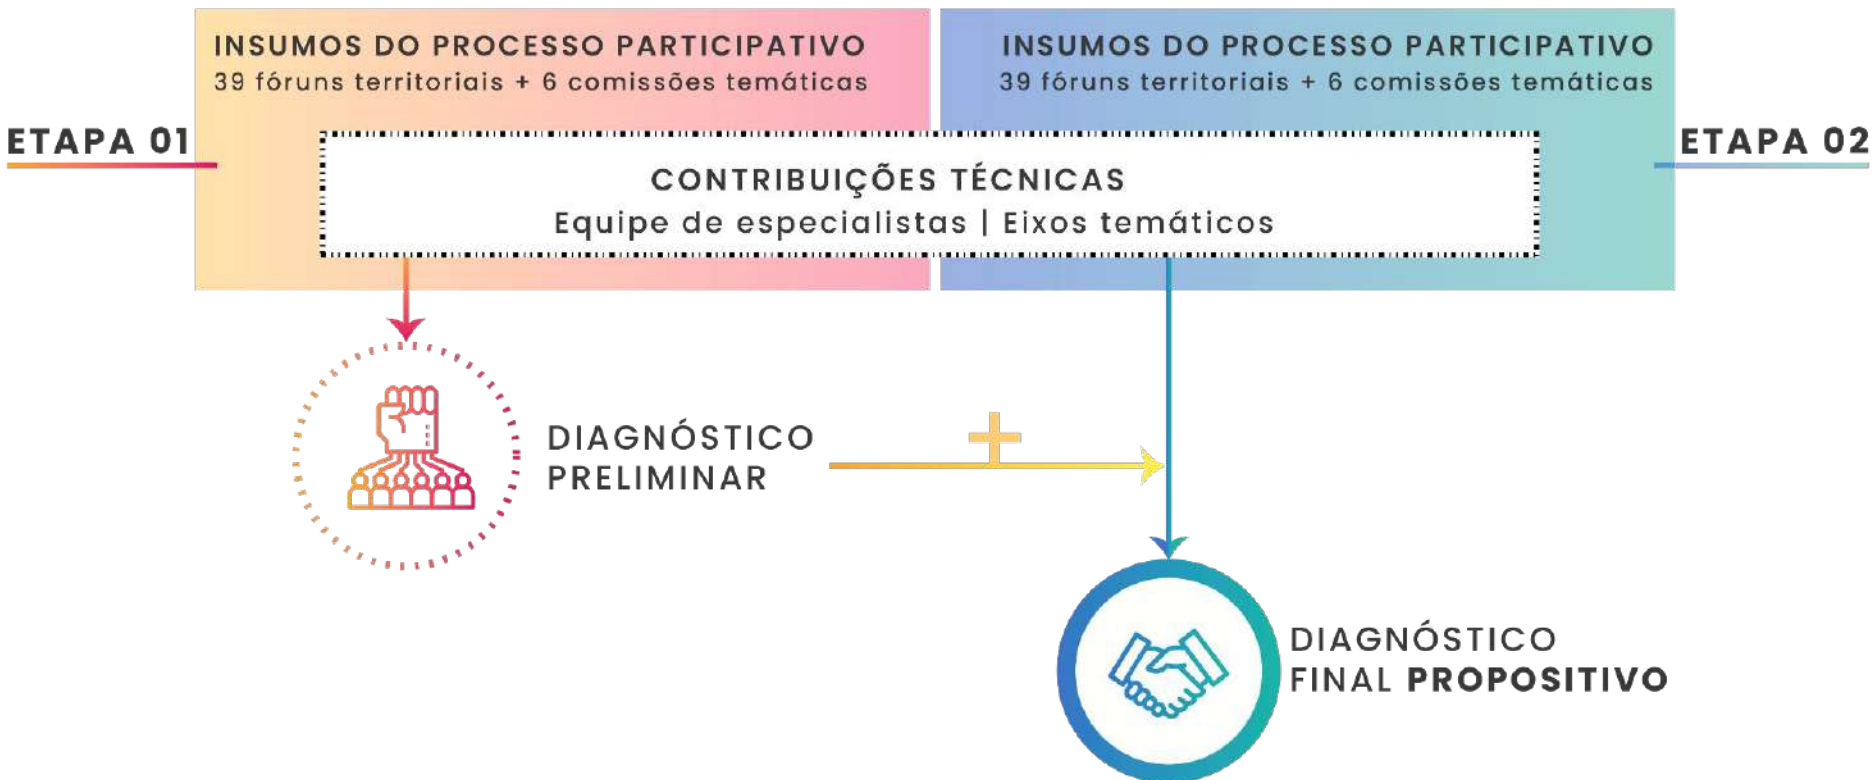 INSUMOS DO PROCESSO PARTICIPATIVO
39 fóruns territoriais + 6 comissões temáticas
INSUMOS DO PROCESSO PARTICIPATIVO
39 fóruns territoriais + 6 comissões temáticas
ETAPA 01
ETAPA 02
CONTRIBUIÇÕES TÉCNICAS
Equipe de especialistas | Eixos temáticos
DIAGNÓSTICO
PRELIMINAR
+
DIAGNÓSTICO
FINAL PROPOSITIVO